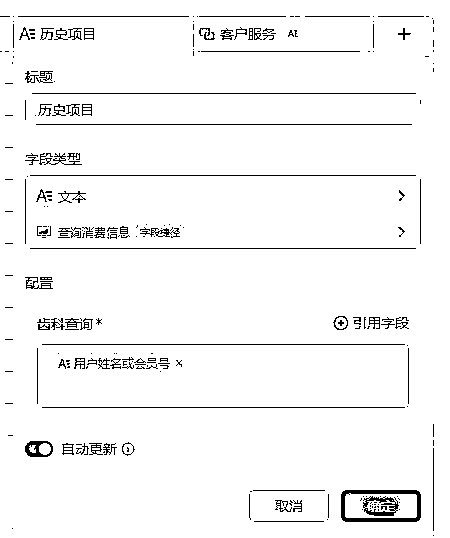 历史项目 客户服务
标题
历史项目
字段类型
文本
查询消费信息 字段捷径
配置
齿科查询* 引用字段
用户姓名或会员号 ×
自动更新
取消 确定